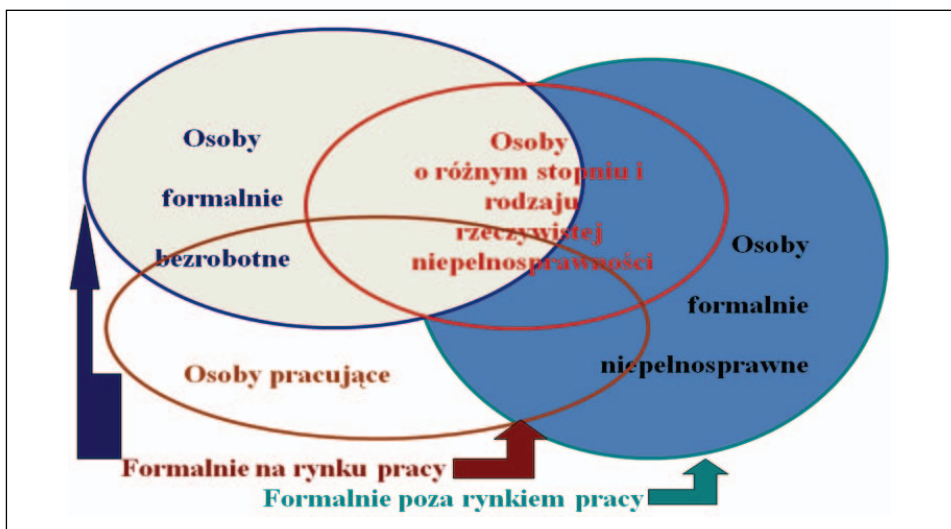 Osoby
formalnie
bezrobotne
Osoby
o różnym stopniu i
rodzaju
rzeczywistej
niepełnosprawności
Osoby
formalnie
niepełnosprawne
Osoby pracujące
Formalnie na rynku pracy
Formalnie poza rynkiem pracy